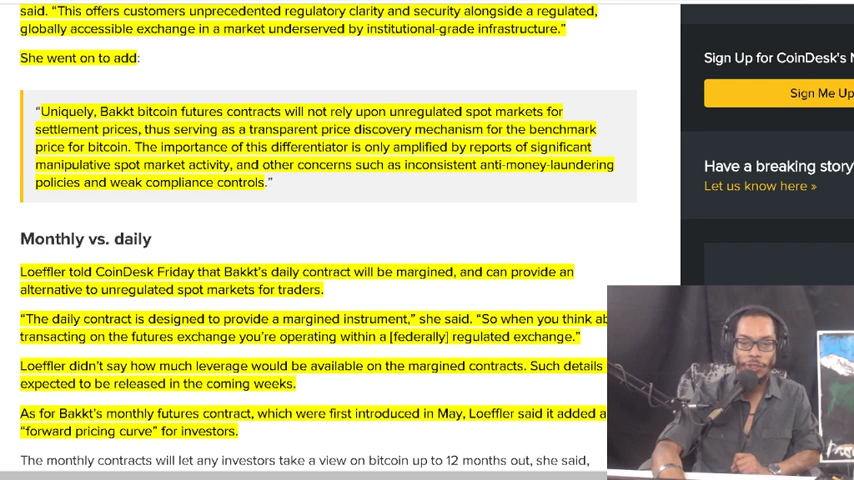 said. “This offers customers unprecedented regulatory clarity and security alongside a regulated,
globally accessible exchange in a market underserved by institutional-grade infrastructure.”
She went on to add:
“Uniquely, Bakkt bitcoin futures contracts will not rely upon unregulated spot markets for
settlement prices, thus serving as a transparent price discovery mechanism for the benchmark
price for bitcoin. The importance of this differentiator is only amplified by reports of significant
manipulative spot market activity, and other concerns such as inconsistent anti-money-laundering
policies and weak compliance controls.”
Monthly vs. daily
Loeffler told CoinDesk Friday that Bakkt’s daily contract will be margined, and can provide an
alternative to unregulated spot markets for traders.
“The daily contract is designed to provide a margined instrument,” she said. “So when you think ab
transacting on the futures exchange you’re operating within a [federally] regulated exchange.”
Loeffler didn’t say how much leverage would be available on the margined contracts. Such details
expected to be released in the coming weeks.
As for Bakkt’s monthly futures contract, which were first introduced in May, Loeffler said it added a
“forward pricing curve” for investors.
The monthly contracts will let any investors take a view on bitcoin up to 12 months out, she said,
Sign Up for CoinDesk’s
Sign Me Up
Have a breaking story
Let us know here »